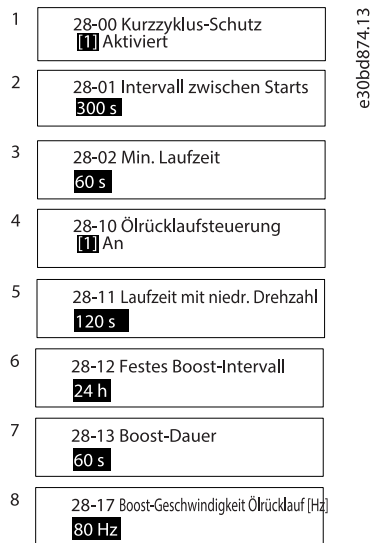 1
28-00 Kurzzyklus-Schutz
[1] Aktiviert
2
28-01 Intervall zwischen Starts
300 s
3
28-02 Min. Laufzeit
60 s
4
28-10 Ölrücklaufsteuerung
[1] An
5
28-11 Laufzeit mit niedr. Drehzahl
120 s
6
28-12 Festes Boost-Intervall
24 h
7
28-13 Boost-Dauer
60 s
8
28-17 Boost-Geschwindigkeit Ölrücklauf [Hz]
80 Hz
e30bd874.13